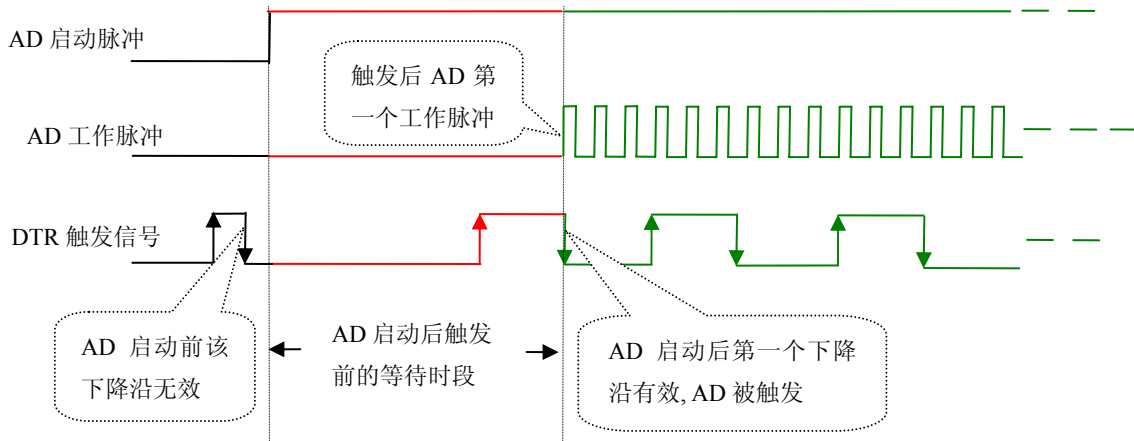 AD 启动脉冲
触发后 AD 第
一个工作脉冲
AD 工作脉冲
DTR 触发信号
AD 启动前该
下降沿无效
AD 启动后触发
前的等待时段
AD 启动后第一个下降
沿有效, AD 被触发